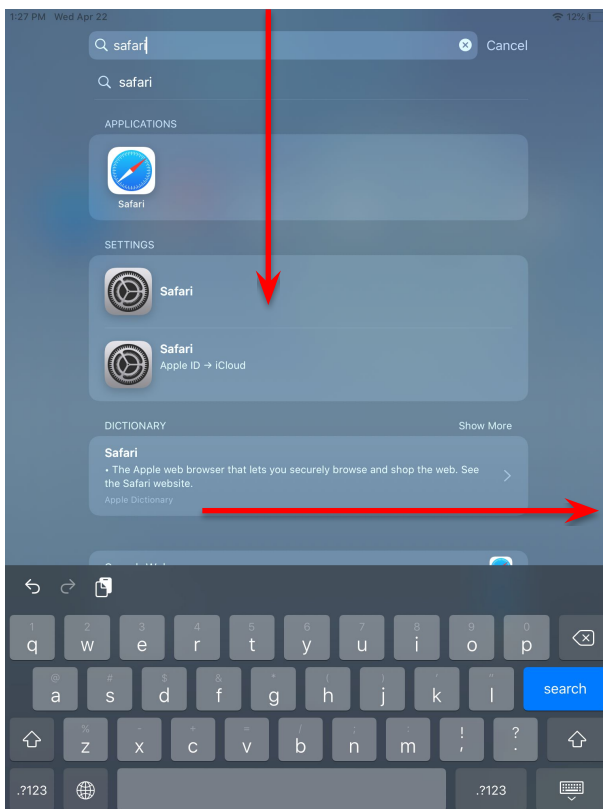 1:27 PM Wed Apr 22 12%
safari Cancel
safari
APPLICATIONS
Safari
SETTINGS
Safari
Safari
Apple ID → iCloud
DICTIONARY Show More
Safari
• The Apple web browser that lets you securely browse and shop the web. See
the Safari website.
Apple Dictionary
1 2 3 4 5 6 7 8 9 0
q w e r t y u i o p
@ # $ & * ( ) ' "
a s d f g h j k l search
% - + = / ; : ! ?
z x c v b n m , .
.?123 .?123